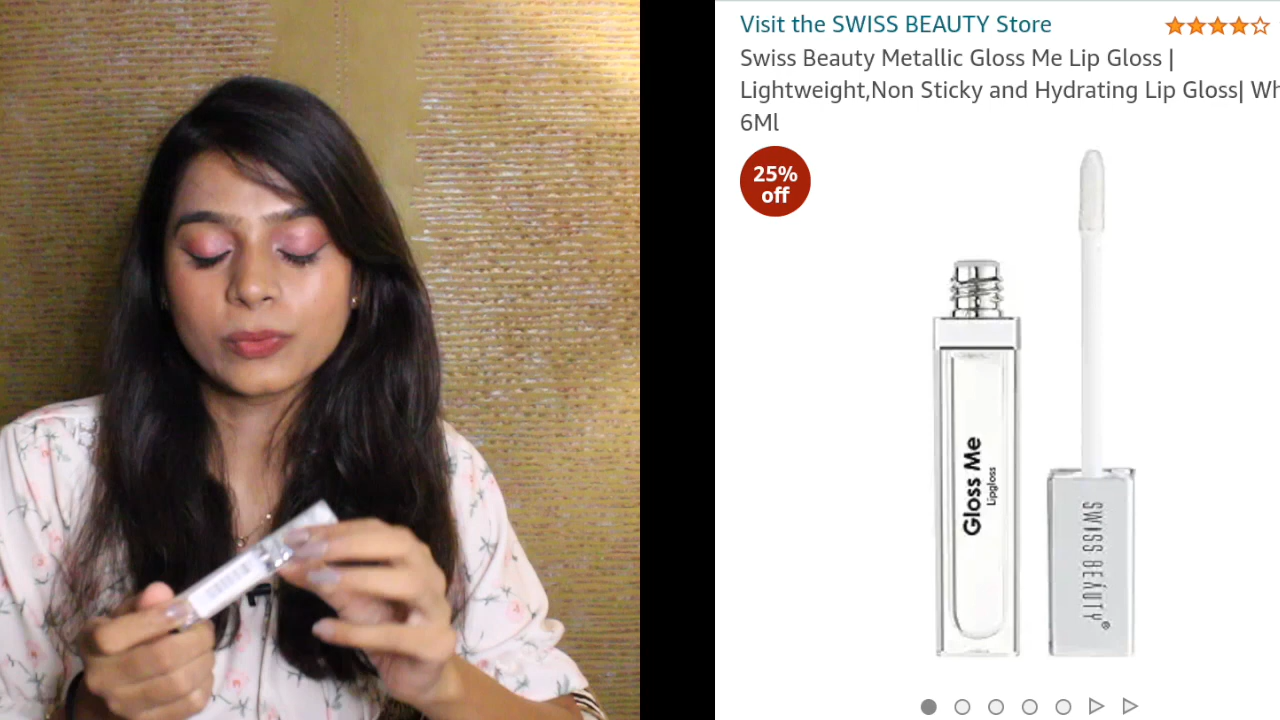 Visit the SWISS BEAUTY Store
Swiss Beauty Metallic Gloss Me Lip Gloss |
Lightweight,Non Sticky and Hydrating Lip Gloss| Wh
6Ml
25%
off
Gloss Me
Lipgloss
SWISS BEAUTY®